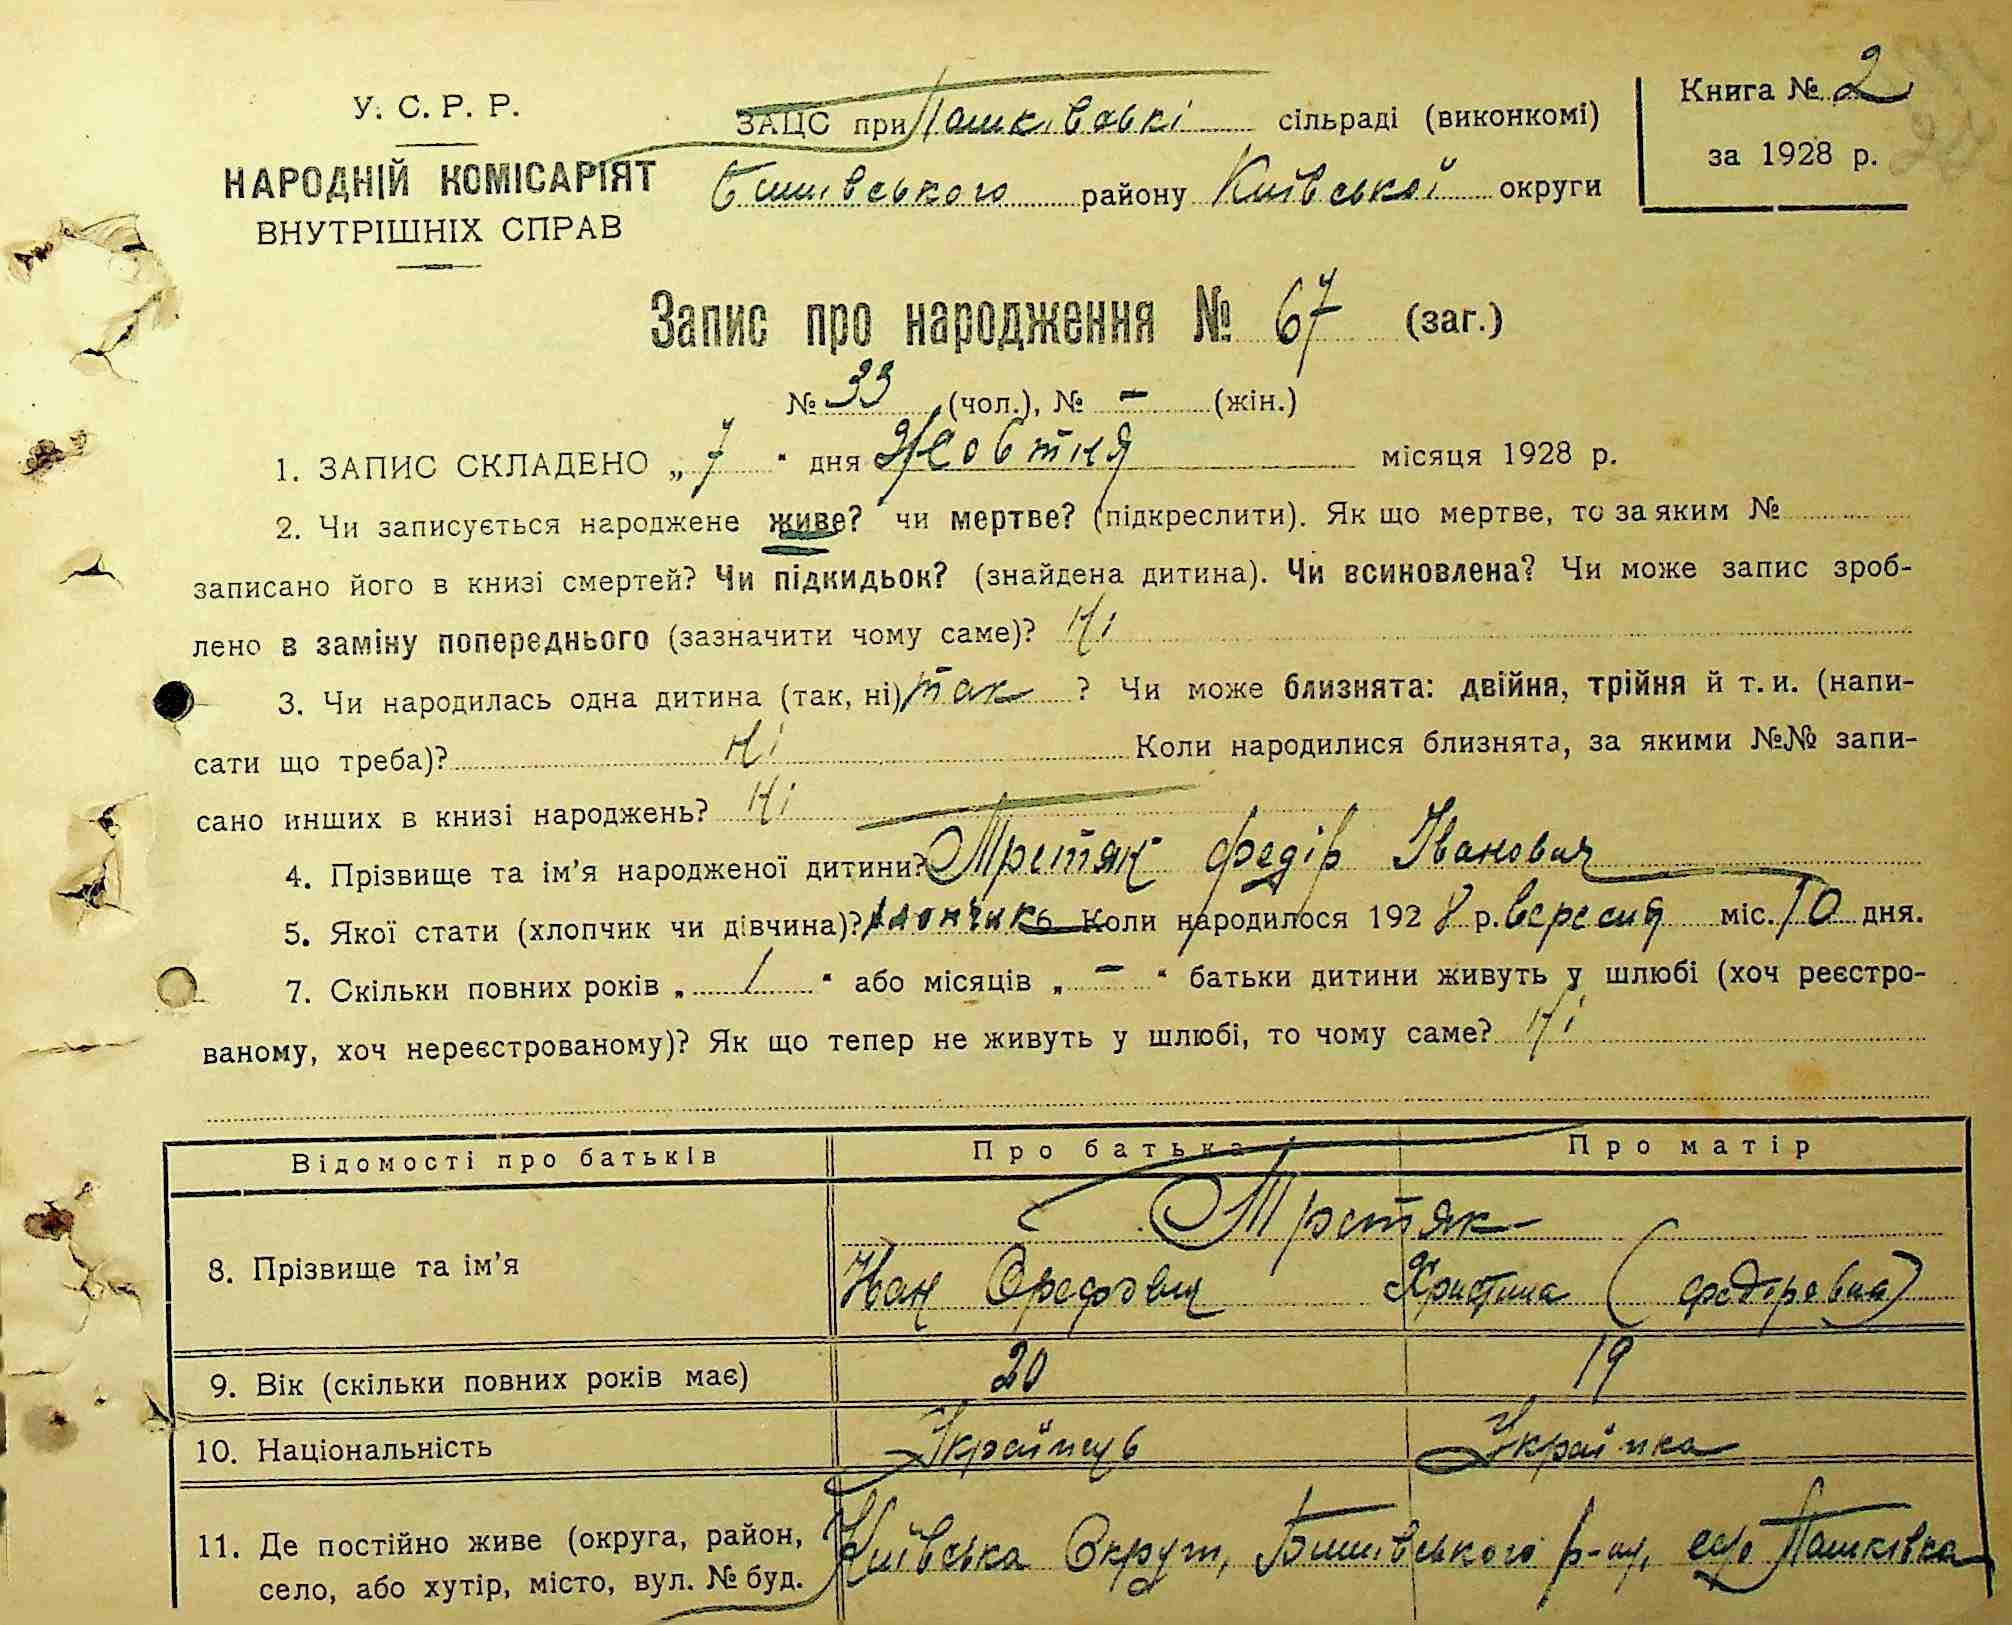 У. С. Р. Р.
НАРОДНІЙ КОМІСАРІЯТ
ВНУТРІШНІХ СПРАВ
ЗАЦС при Пашківські сільраді (виконкомі)
Бишівського району Київської округи
Книга № 2
за 1928 р.
Запис про народження № 67 (заг.)
№ 33 (чол.), № – (жін.)
1. ЗАПИС СКЛАДЕНО „ 7 “ дня Жовтня місяця 1928 р.
2. Чи записується народжене живе? чи мертве? (підкреслити). Як що мертве, то за яким №
записано його в книзі смертей? Чи підкидьок? (знайдена дитина). Чи всиновлена? Чи може запис зроб-
лено в заміну попереднього (зазначити чому саме)? Ні
3. Чи народилась одна дитина (так, ні) так ? Чи може близнята: двійня, трійня й т. и. (напи-
сати що треба)? Ні Коли народилися близнята, за якими №№ запи-
сано инших в книзі народжень? Ні
4. Прізвище та ім’я народженої дитини? Третяк Федір Іванович
5. Якої стати (хлопчик чи дівчина)? хлопчик Коли народилося 1928 р. вересня міс. 10 дня.
7. Скільки повних років „ 1 “ або місяців „ – “ батьки дитини живуть у шлюбі (хоч реєстро-
ваному, хоч нереєстрованому)? Як що тепер не живуть у шлюбі, то чому саме? Ні
Відомості про батьків Про батька Про матір
Третяк
8. Прізвище та ім’я Іван Орефович Христина (Федоровна)
9. Вік (скільки повних років має) 20 19
10. Національність Українець Українка
11. Де постійно живе (округа, район, Київська Округа, Бишівського р-ну, село Пашківка
село, або хутір, місто, вул. № буд.